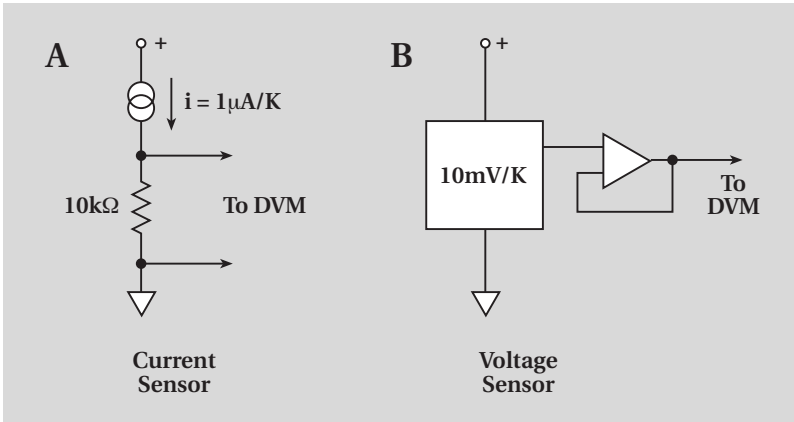 A
+
i = 1μA/K
10kΩ
To DVM
Current
Sensor
B
+
10mV/K
To
DVM
Voltage
Sensor